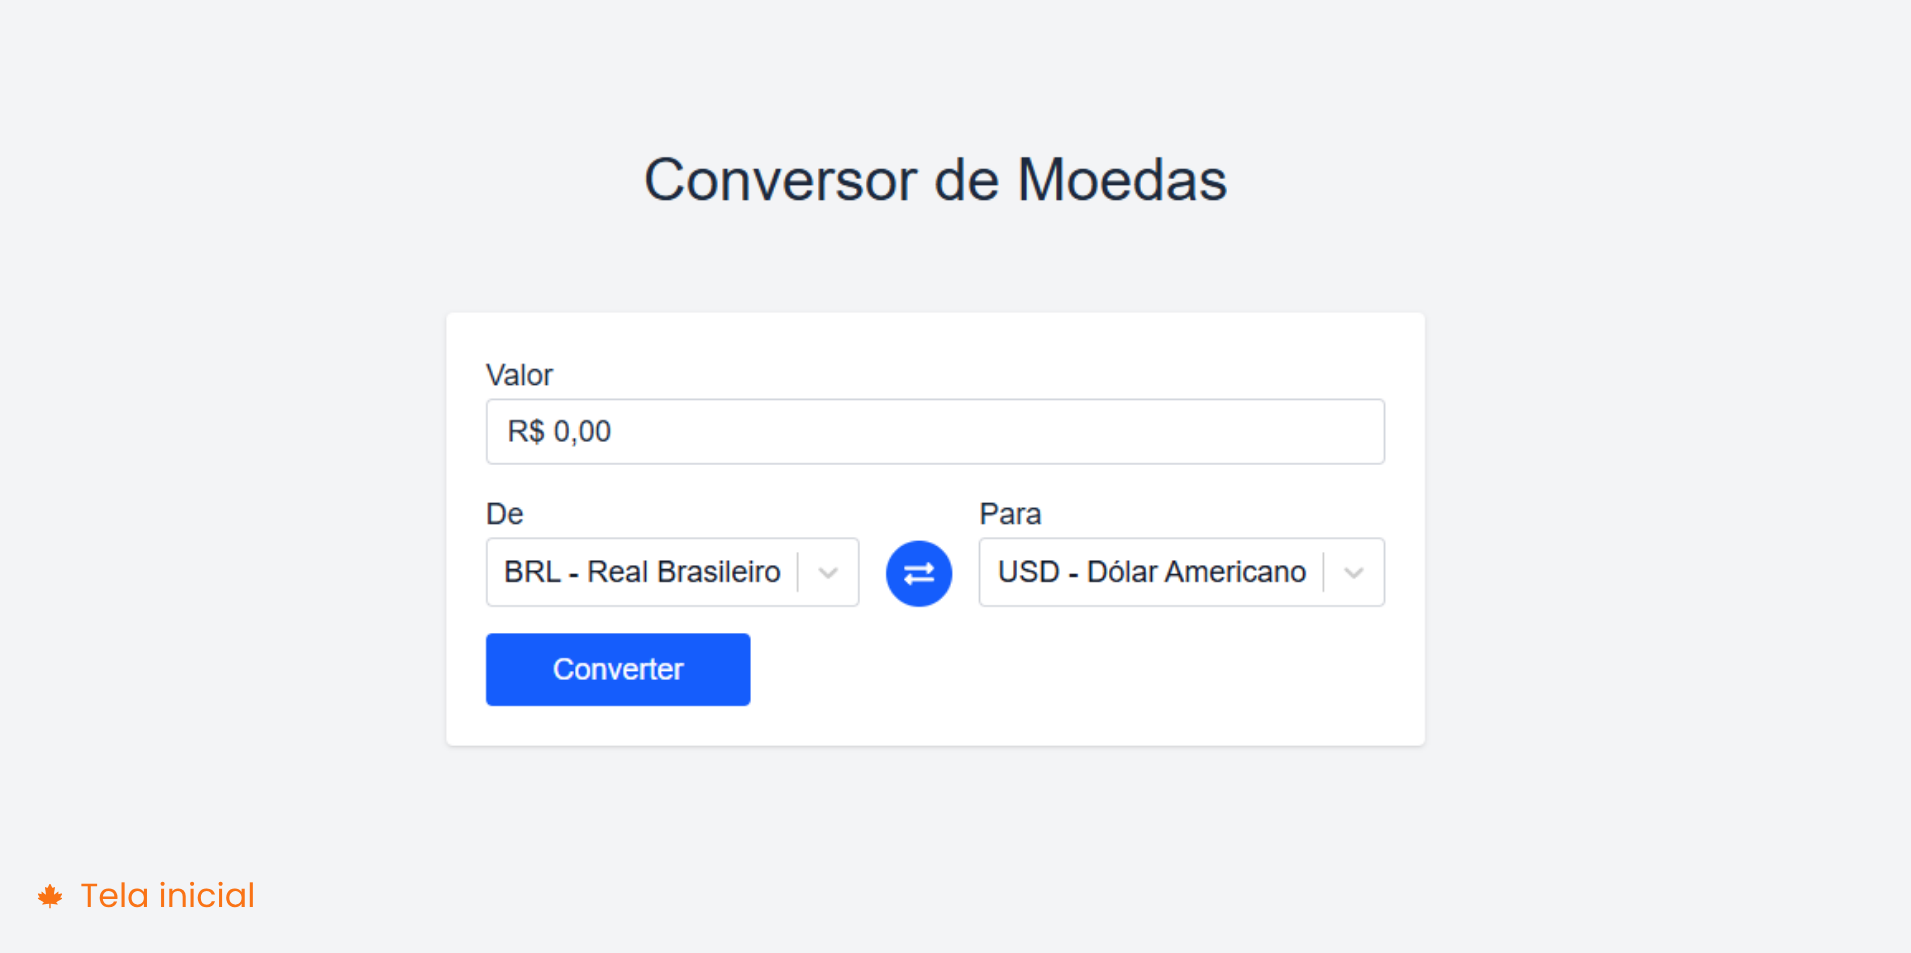 Conversor de Moedas
Valor
R$ 0,00
De
Para
BRL - Real Brasileiro
USD - Dólar Americano
Converter
Tela inicial